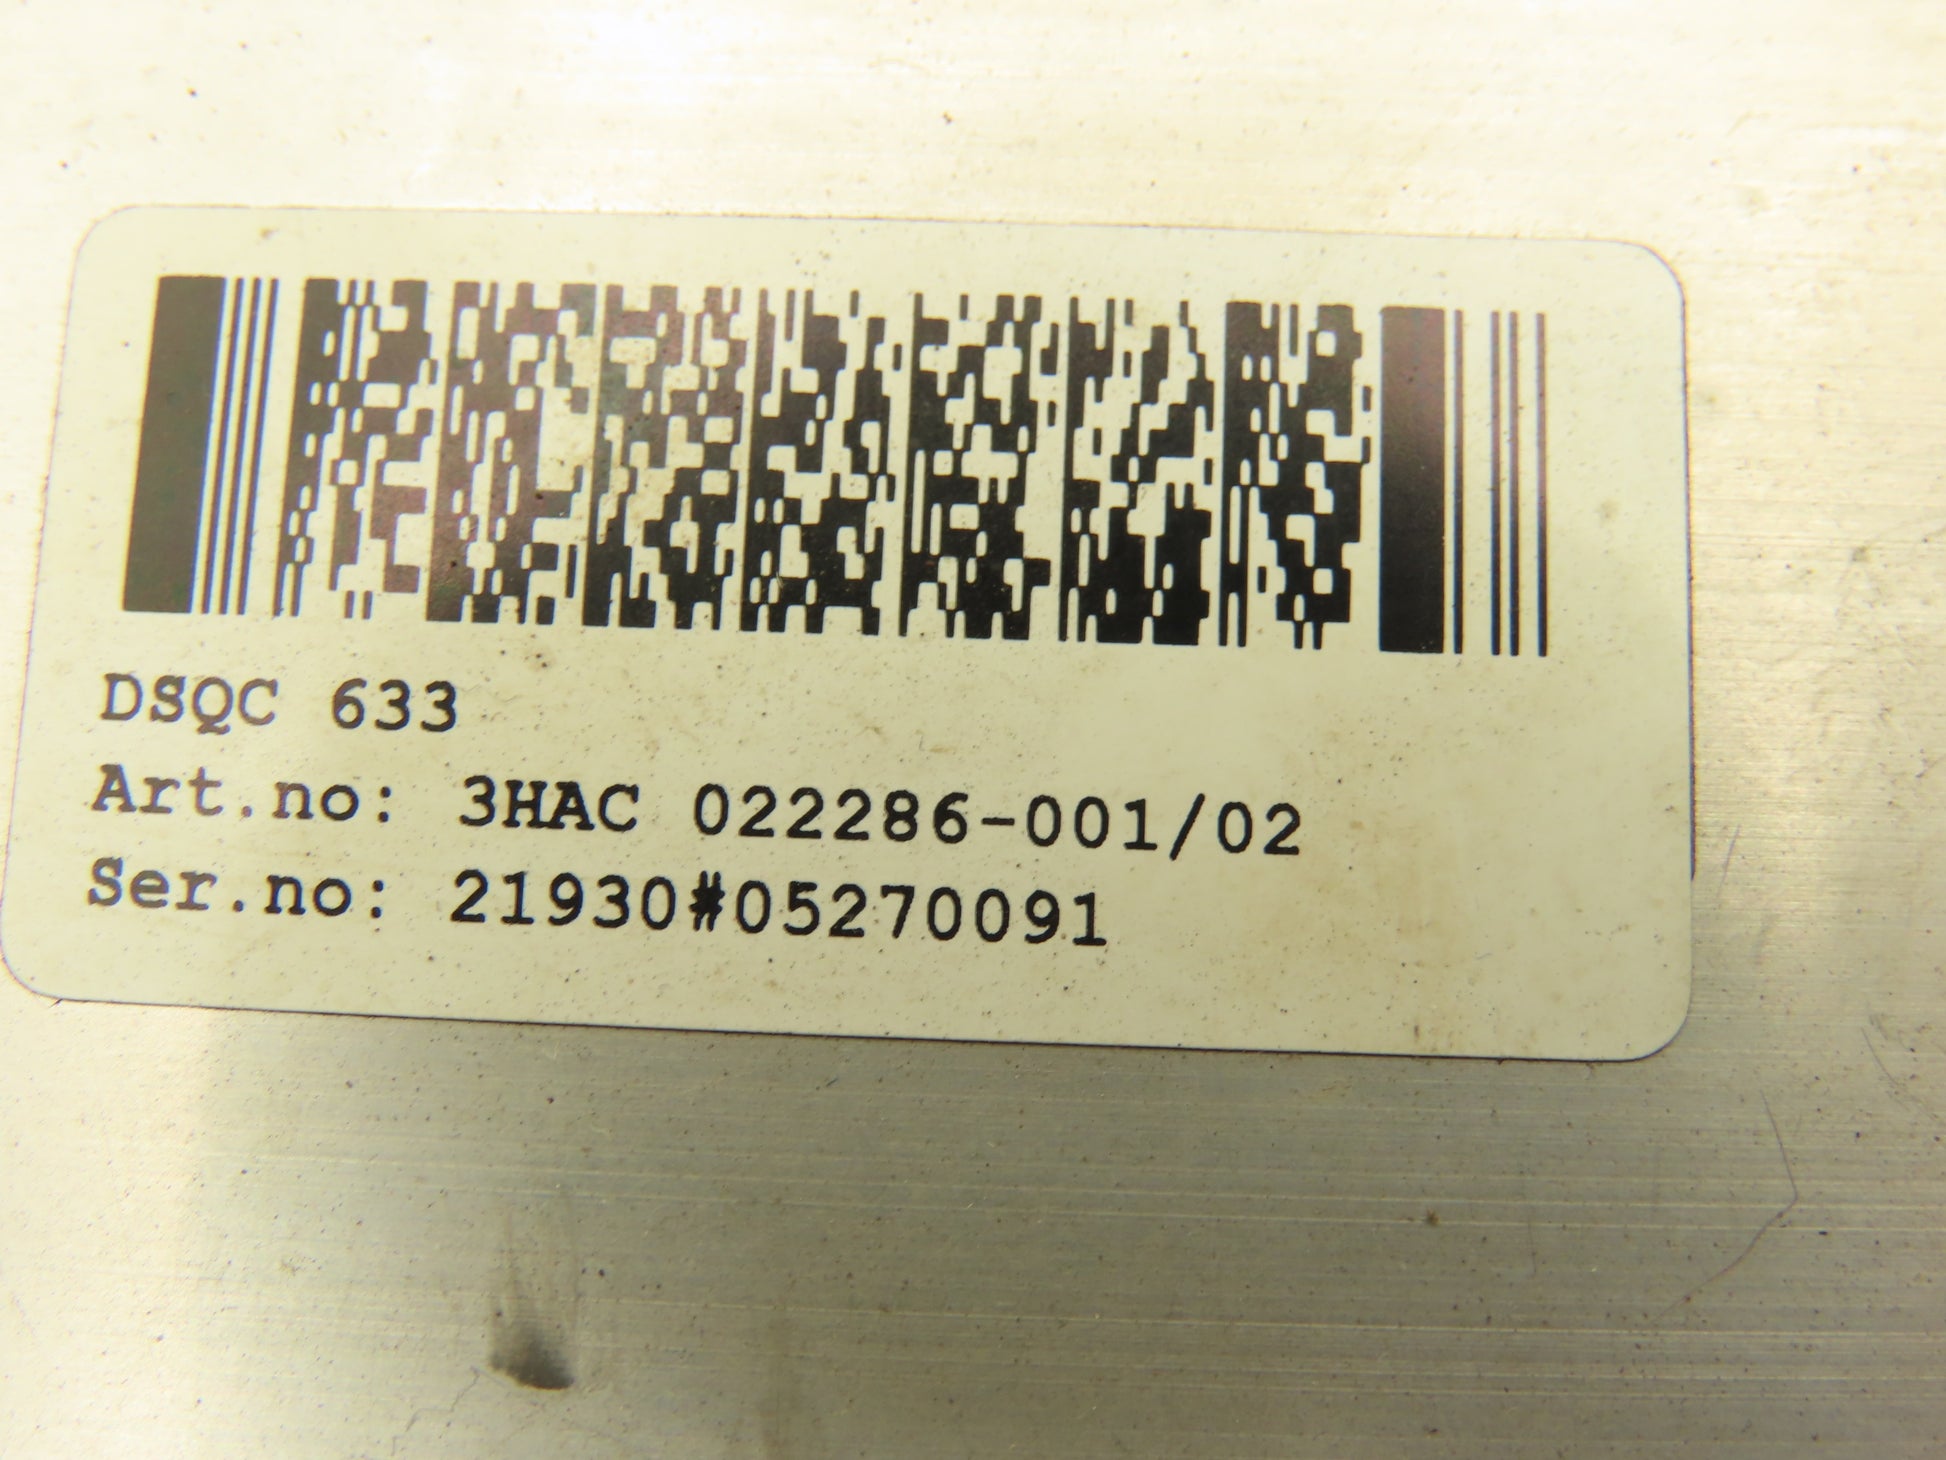 DSQC 633
Art.no: 3HAC 022286-001/02
Ser.no: 21930#05270091